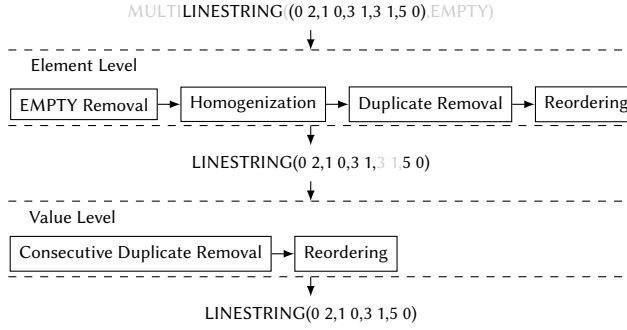 MULTILINESTRING((0 2,1 0,3 1,3 1,5 0),EMPTY)
Element Level
EMPTY Removal Homogenization Duplicate Removal Reordering
LINESTRING(0 2,1 0,3 1,3 1,5 0)
Value Level
Consecutive Duplicate Removal Reordering
LINESTRING(0 2,1 0,3 1,5 0)